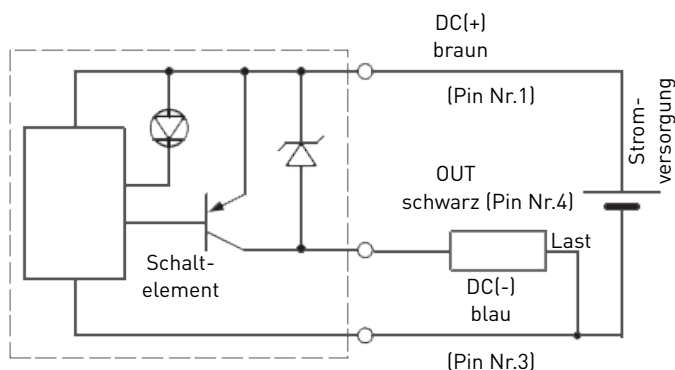 DC(+)
braun
(Pin Nr.1)
Strom-
versorgung
OUT
schwarz (Pin Nr.4)
Last
Schalt-
element
DC(-)
blau
(Pin Nr.3)